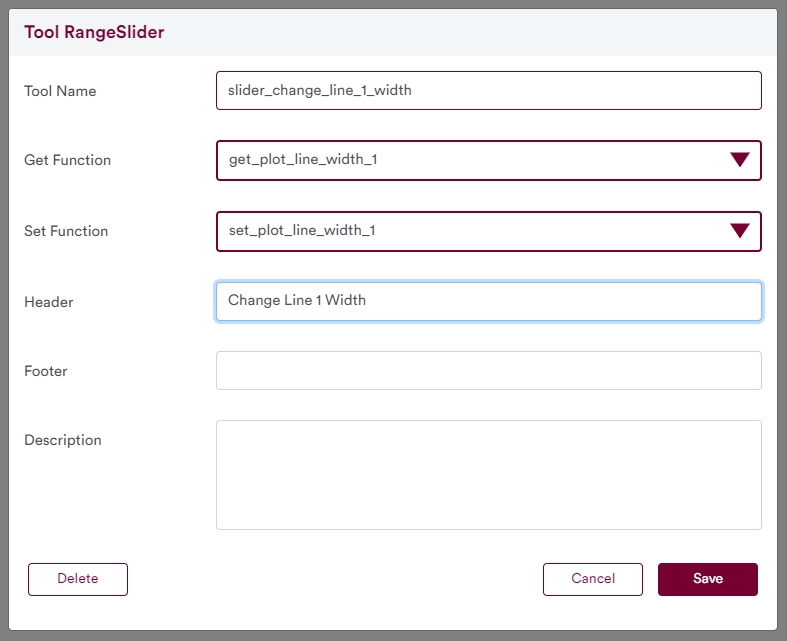 Tool RangeSlider
Tool Name
slider_change_line_1_width
Get Function
get_plot_line_width_1
Set Function
set_plot_line_width_1
Header
Change Line 1 Width
Footer
Description
Delete
Cancel
Save